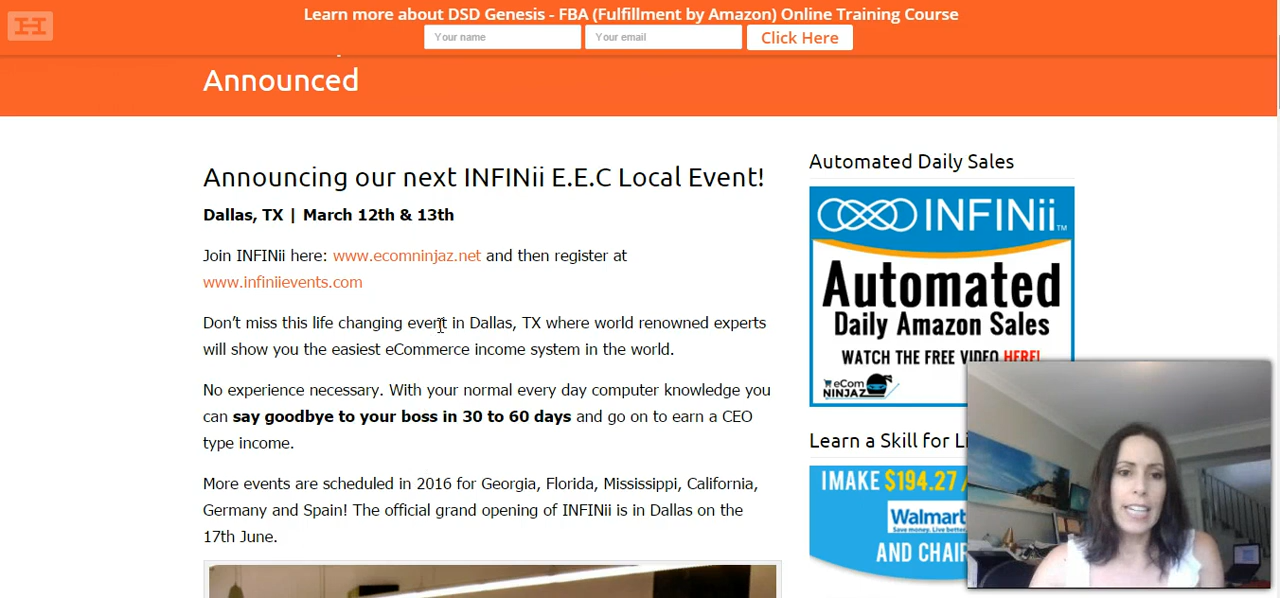 Learn more about DSD Genesis - FBA (Fulfillment by Amazon) Online Training Course
Your name
Your email
Click Here
Announced
Announcing our next INFINii E.E.C Local Event!
Dallas, TX | March 12th & 13th
Join INFINii here: www.ecomninjaz.net and then register at
www.infiniievents.com
Don't miss this life changing event in Dallas, TX where world renowned experts
will show you the easiest eCommerce income system in the world.
No experience necessary. With your normal every day computer knowledge you
can say goodbye to your boss in 30 to 60 days and go on to earn a CEO
type income.
More events are scheduled in 2016 for Georgia, Florida, Mississippi, California,
Germany and Spain! The official grand opening of INFINii is in Dallas on the
17th June.
Automated Daily Sales
INFINii™
Automated
Daily Amazon Sales
WATCH THE FREE VIDEO HERE!
eCom
NINJAZ
Learn a Skill for Li
I MAKE $194.27 /
Walmart
Save money. Live better.
AND CHAIR